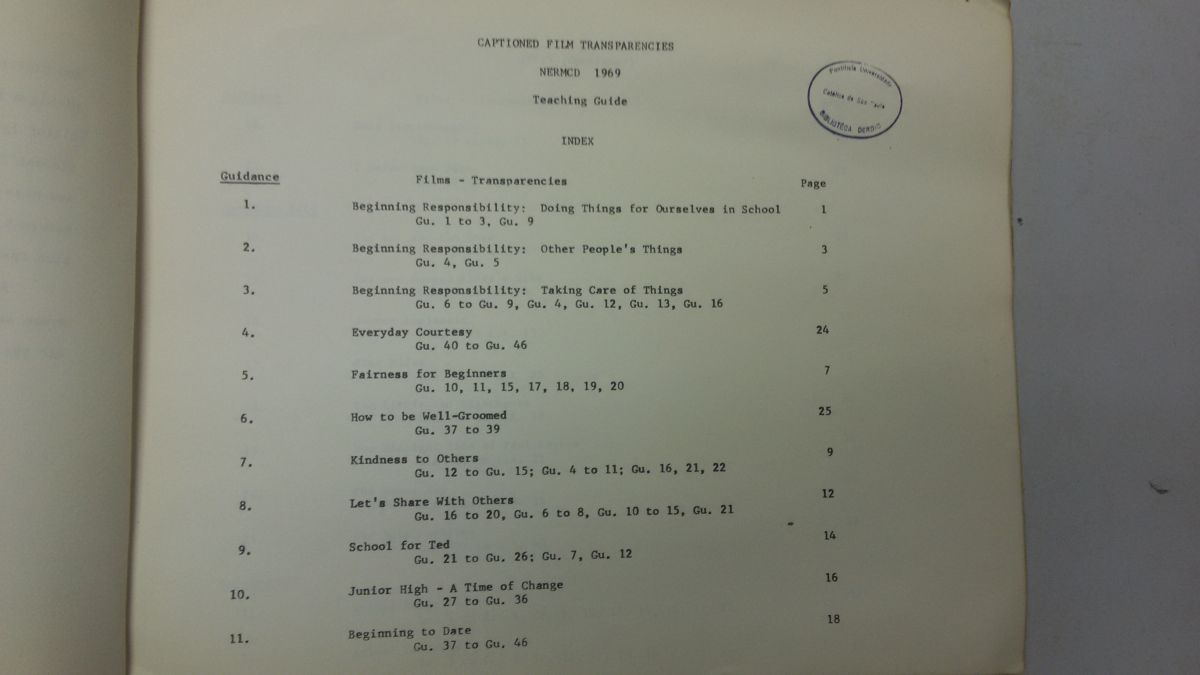 CAPTIONED FILM TRANSPARENCIES
NERMCD 1969
Teaching Guide
INDEX
Pontifícia Universidade
Católica de São Paulo
BIBLIOTECA DERDIC
Guidance Films - Transparencies Page
1. Beginning Responsibility: Doing Things for Ourselves in School 1
Gu. 1 to 3, Gu. 9
2. Beginning Responsibility: Other People's Things 3
Gu. 4, Gu. 5
3. Beginning Responsibility: Taking Care of Things 5
Gu. 6 to Gu. 9, Gu. 4, Gu. 12, Gu. 13, Gu. 16
4. Everyday Courtesy 24
Gu. 40 to Gu. 46
5. Fairness for Beginners 7
Gu. 10, 11, 15, 17, 18, 19, 20
6. How to be Well-Groomed 25
Gu. 37 to 39
7. Kindness to Others 9
Gu. 12 to Gu. 15; Gu. 4 to 11; Gu. 16, 21, 22
8. Let's Share With Others 12
Gu. 16 to 20, Gu. 6 to 8, Gu. 10 to 15, Gu. 21
9. School for Ted 14
Gu. 21 to Gu. 26; Gu. 7, Gu. 12
10. Junior High - A Time of Change 16
Gu. 27 to Gu. 36
11. Beginning to Date 18
Gu. 37 to Gu. 46